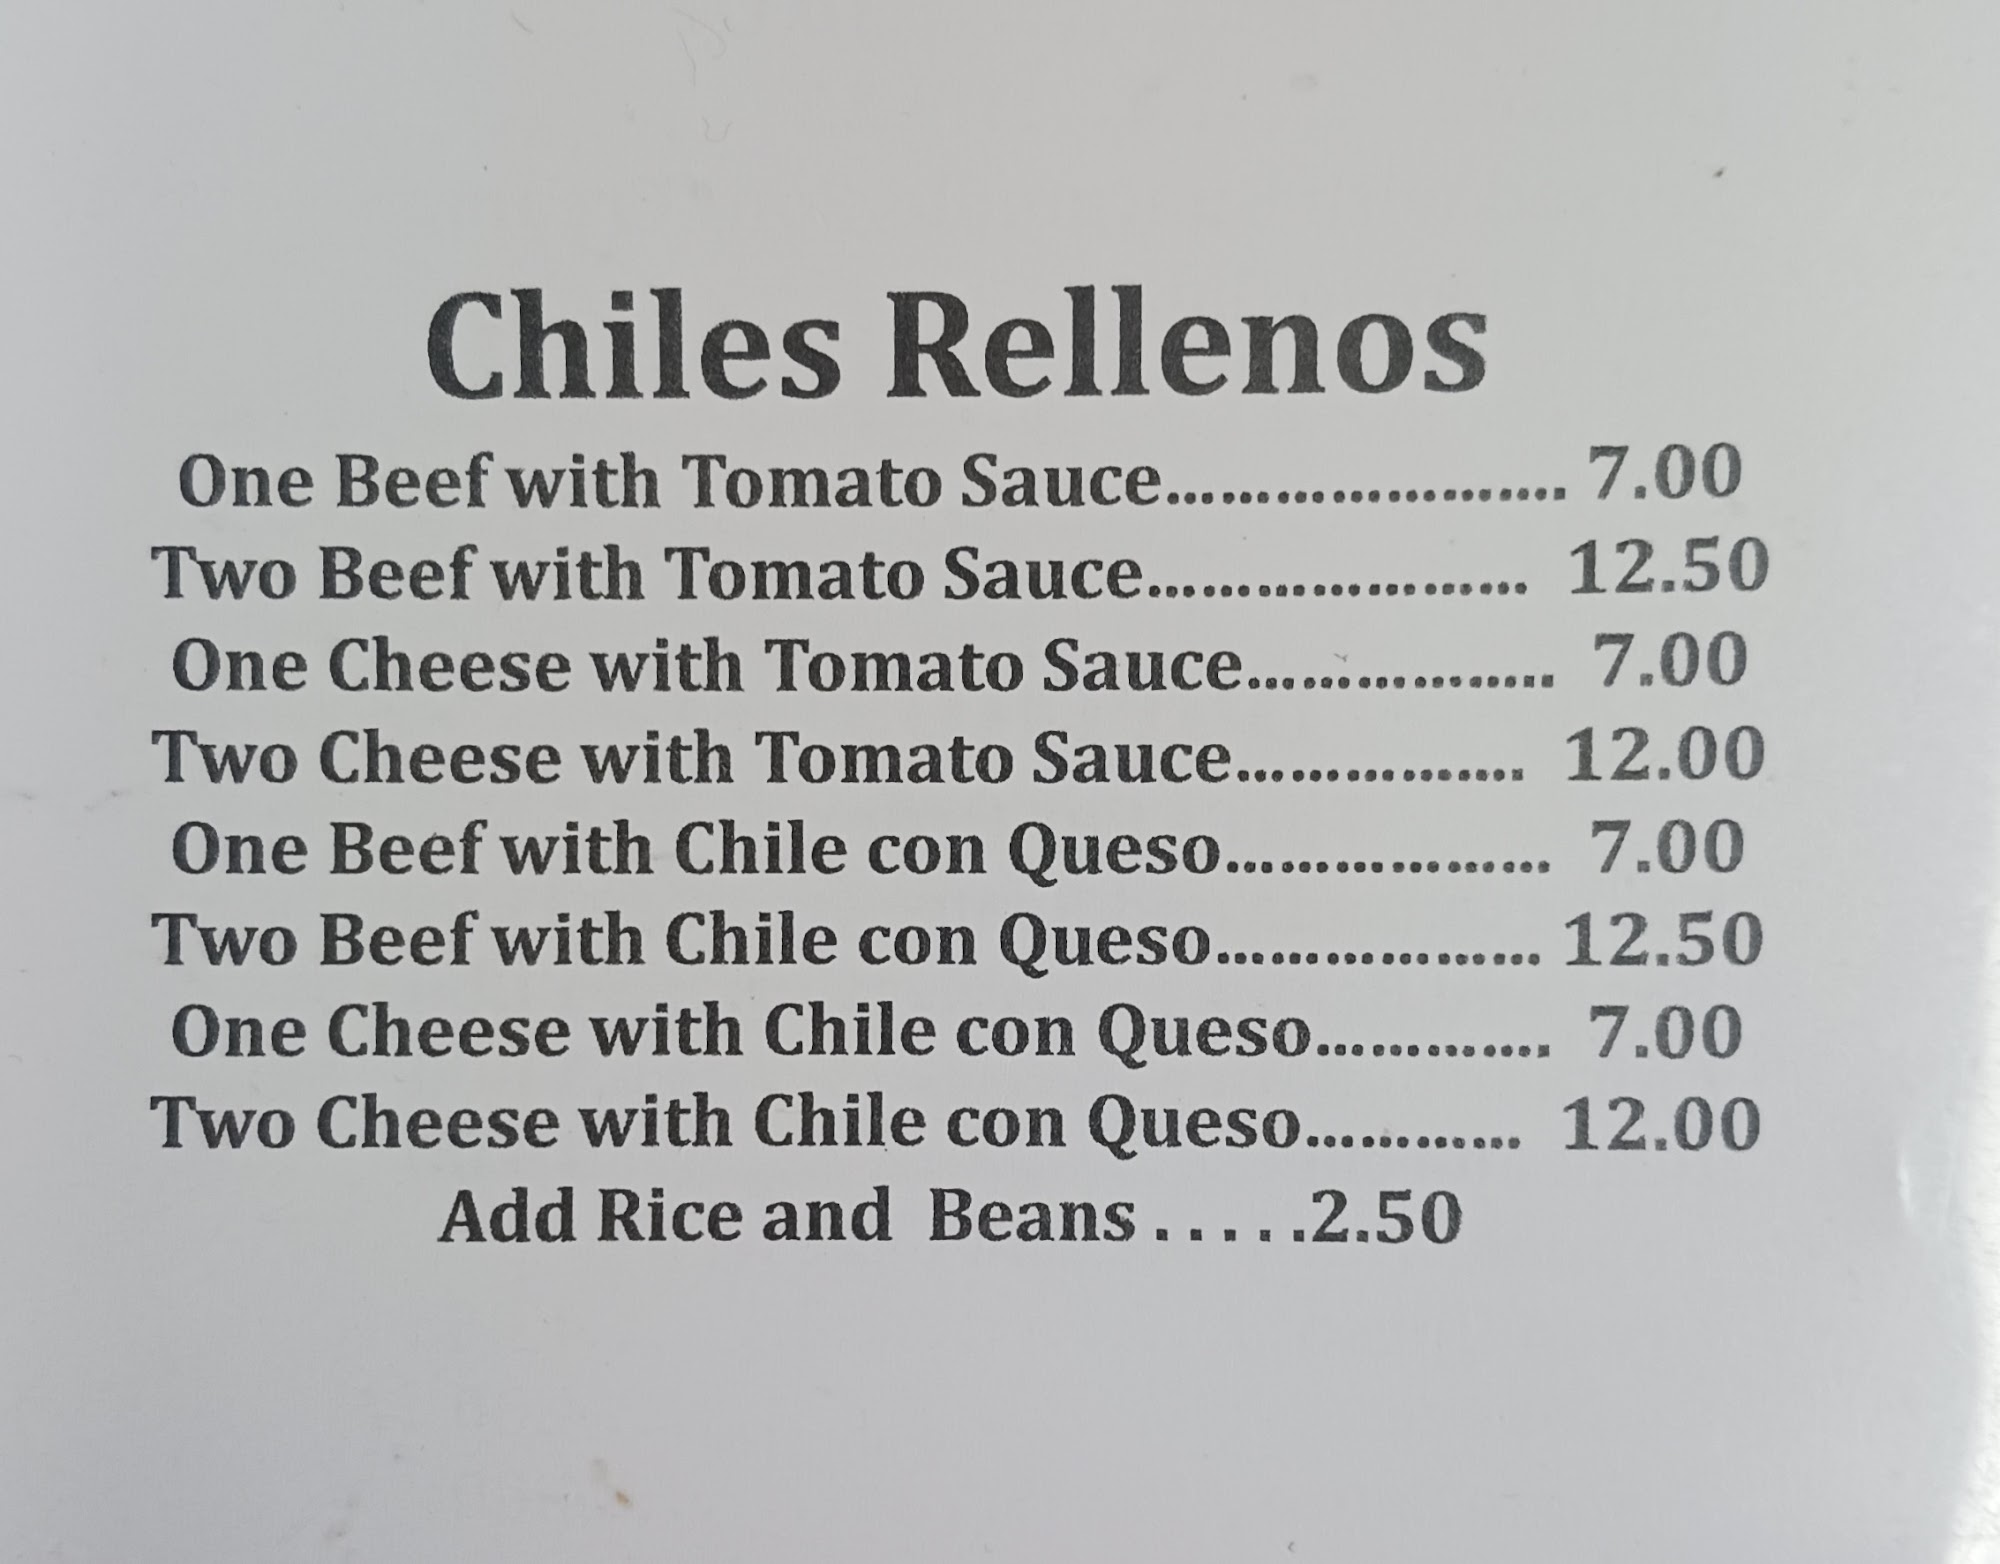 Chiles Rellenos
One Beef with Tomato Sauce...................... 7.00
Two Beef with Tomato Sauce..................... 12.50
One Cheese with Tomato Sauce................. 7.00
Two Cheese with Tomato Sauce................ 12.00
One Beef with Chile con Queso.................. 7.00
Two Beef with Chile con Queso.................. 12.50
One Cheese with Chile con Queso............. 7.00
Two Cheese with Chile con Queso............ 12.00
Add Rice and Beans . . . . .2.50